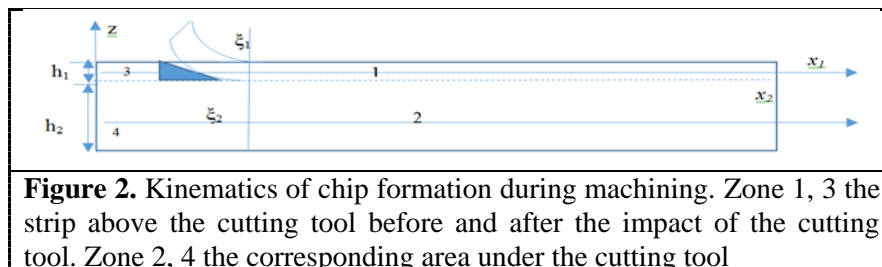 z
ξ₁
h₁
3
1
x₁
x₂
h₂
ξ₂
2
4
Figure 2. Kinematics of chip formation during machining. Zone 1, 3 the
strip above the cutting tool before and after the impact of the cutting
tool. Zone 2, 4 the corresponding area under the cutting tool